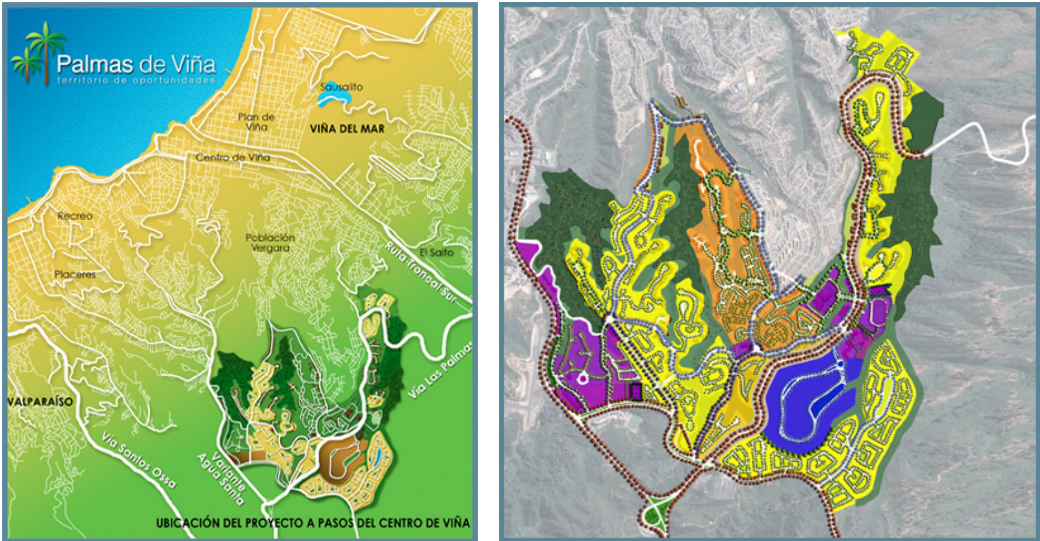 Palmas de Viña
territorio de oportunidades
Sausalito
Plan de
Viña
VIÑA DEL MAR
Centro de Viña
Recreo
Población
Vergara
El Salto
Placeres
Ruta Troncal Sur
Vía Las Palmas
VALPARAÍSO
Vía Santos Ossa
Variante
Agua Santa
UBICACIÓN DEL PROYECTO A PASOS DEL CENTRO DE VIÑA